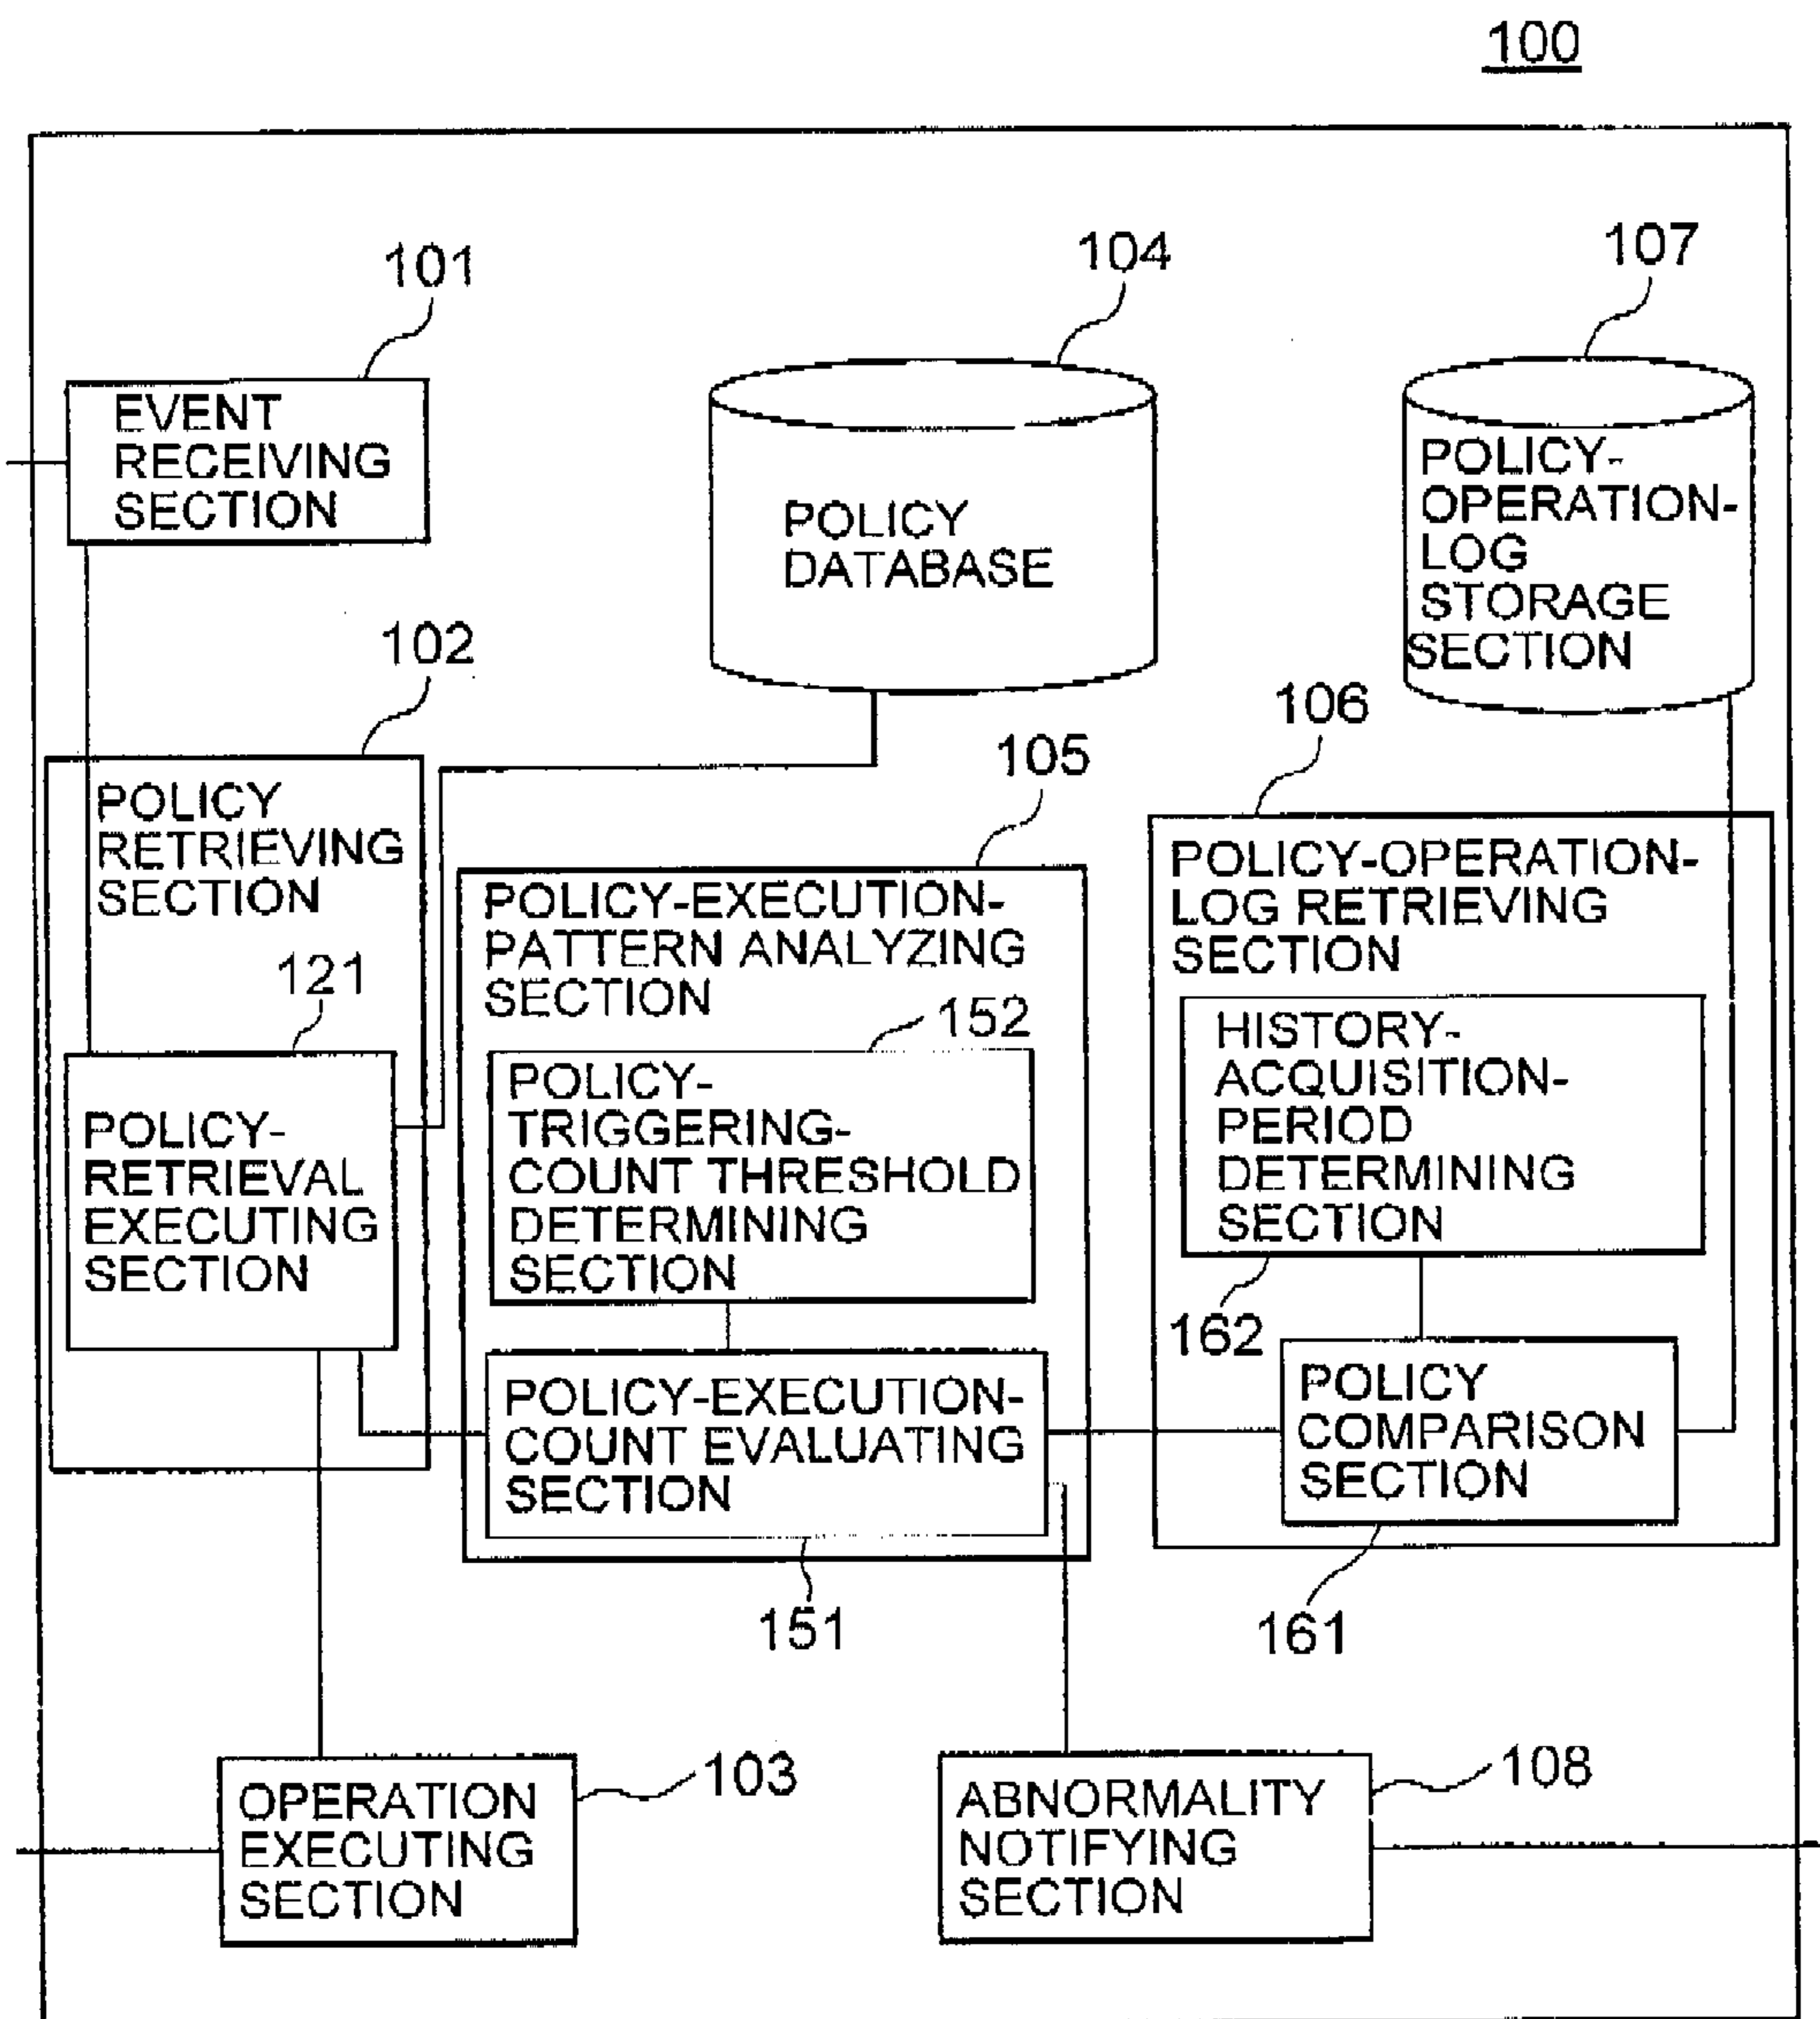 100
101
104
107
EVENT
RECEIVING
SECTION
POLICY
DATABASE
POLICY-
OPERATION-
LOG
STORAGE
SECTION
102
106
105
POLICY
RETRIEVING
SECTION
POLICY-EXECUTION-
PATTERN ANALYZING
SECTION
POLICY-OPERATION-
LOG RETRIEVING
SECTION
121
152
POLICY-
RETRIEVAL
EXECUTING
SECTION
POLICY-
TRIGGERING-
COUNT THRESHOLD
DETERMINING
SECTION
HISTORY-
ACQUISITION-
PERIOD
DETERMINING
SECTION
162
POLICY-EXECUTION-
COUNT EVALUATING
SECTION
POLICY
COMPARISON
SECTION
151
161
OPERATION
EXECUTING
SECTION
103
ABNORMALITY
NOTIFYING
SECTION
108